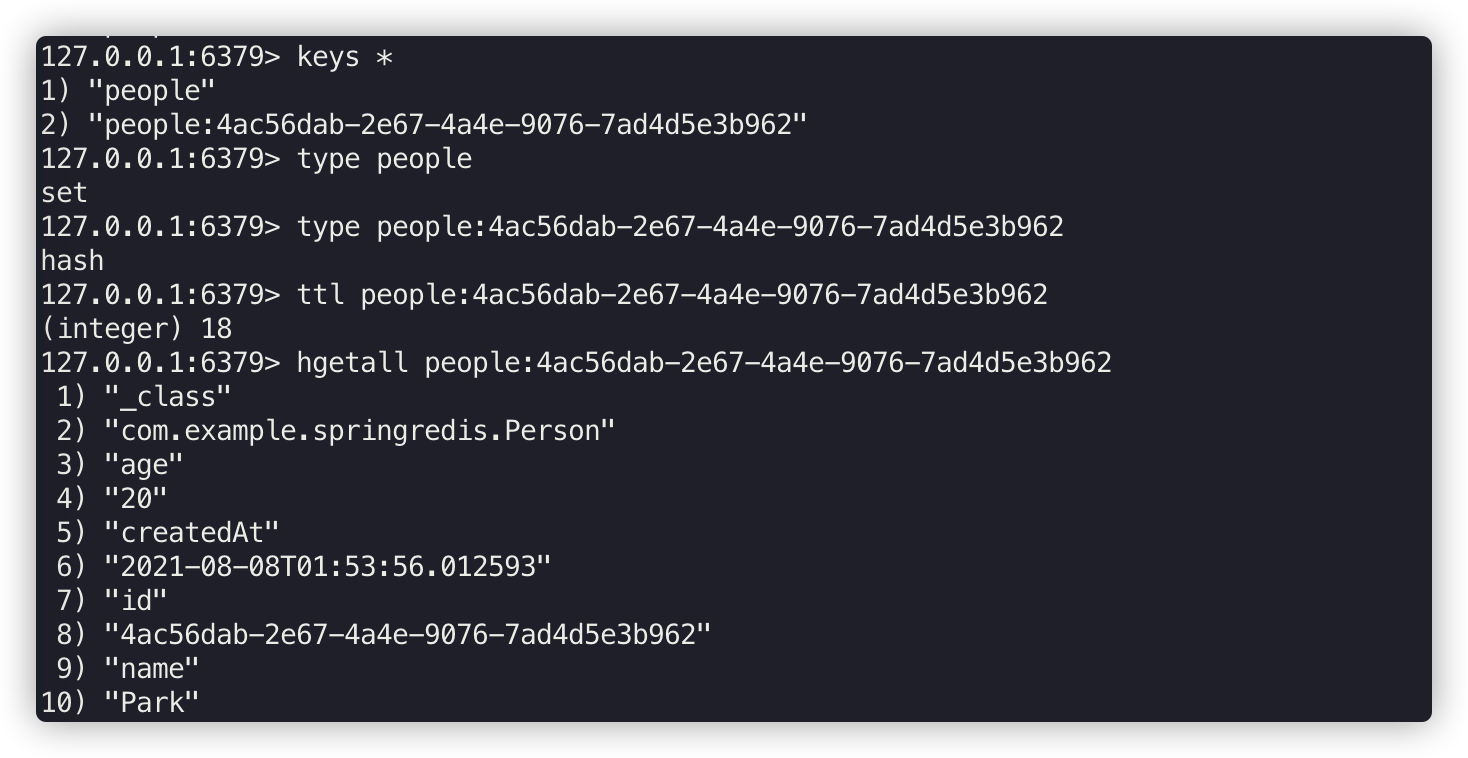 127.0.0.1:6379> keys *
1) "people"
2) "people:4ac56dab-2e67-4a4e-9076-7ad4d5e3b962"
127.0.0.1:6379> type people
set
127.0.0.1:6379> type people:4ac56dab-2e67-4a4e-9076-7ad4d5e3b962
hash
127.0.0.1:6379> ttl people:4ac56dab-2e67-4a4e-9076-7ad4d5e3b962
(integer) 18
127.0.0.1:6379> hgetall people:4ac56dab-2e67-4a4e-9076-7ad4d5e3b962
 1) "_class"
 2) "com.example.springredis.Person"
 3) "age"
 4) "20"
 5) "createdAt"
 6) "2021-08-08T01:53:56.012593"
 7) "id"
 8) "4ac56dab-2e67-4a4e-9076-7ad4d5e3b962"
 9) "name"
10) "Park"